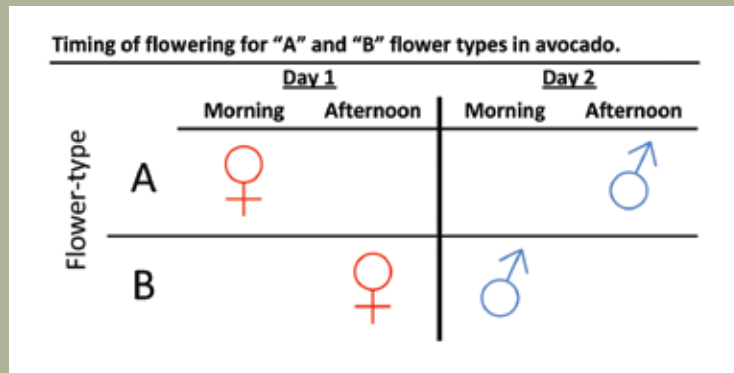 Timing of flowering for “A” and “B” flower types in avocado.
Day 1 Day 2
Morning Afternoon Morning Afternoon
Flower-type
A
B